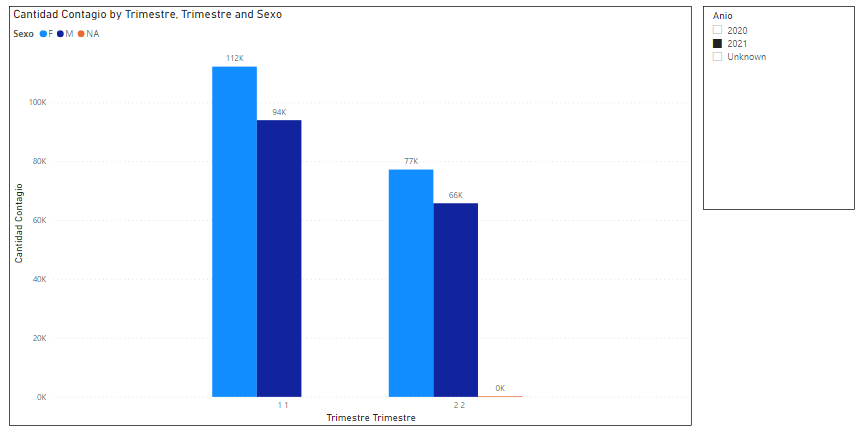 Cantidad Contagio by Trimestre, Trimestre and Sexo
Sexo F M NA
112K
94K
77K
66K
0K
100K
80K
60K
40K
20K
0K
Cantidad Contagio
1 1
2 2
Trimestre Trimestre
Anio
2020
2021
Unknown